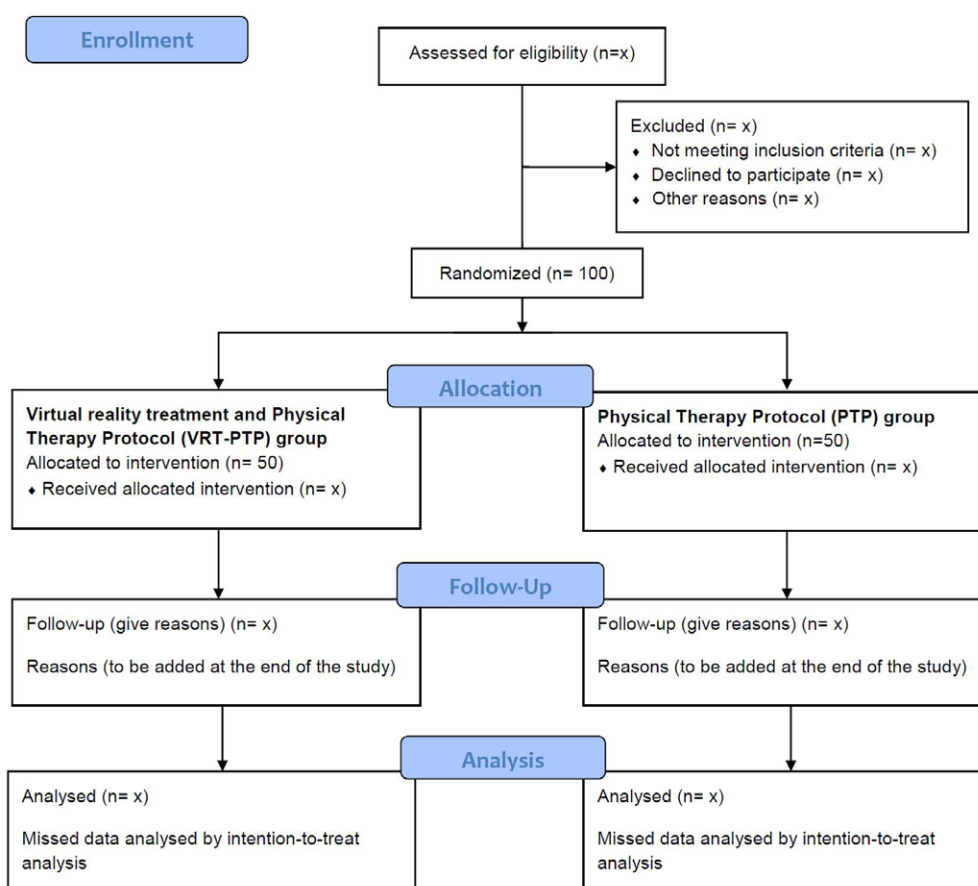 Enrollment
Assessed for eligibility (n=x)
Excluded (n= x)
♦ Not meeting inclusion criteria (n= x)
♦ Declined to participate (n= x)
♦ Other reasons (n= x)
Randomized (n= 100)
Allocation
Virtual reality treatment and Physical
Therapy Protocol (VRT-PTP) group
Allocated to intervention (n= 50)
♦ Received allocated intervention (n= x)
Physical Therapy Protocol (PTP) group
Allocated to intervention (n=50)
♦ Received allocated intervention (n= x)
Follow-Up
Follow-up (give reasons) (n= x)
Reasons (to be added at the end of the study)
Follow-up (give reasons) (n= x)
Reasons (to be added at the end of the study)
Analysis
Analysed (n= x)
Missed data analysed by intention-to-treat
analysis
Analysed (n= x)
Missed data analysed by intention-to-treat
analysis